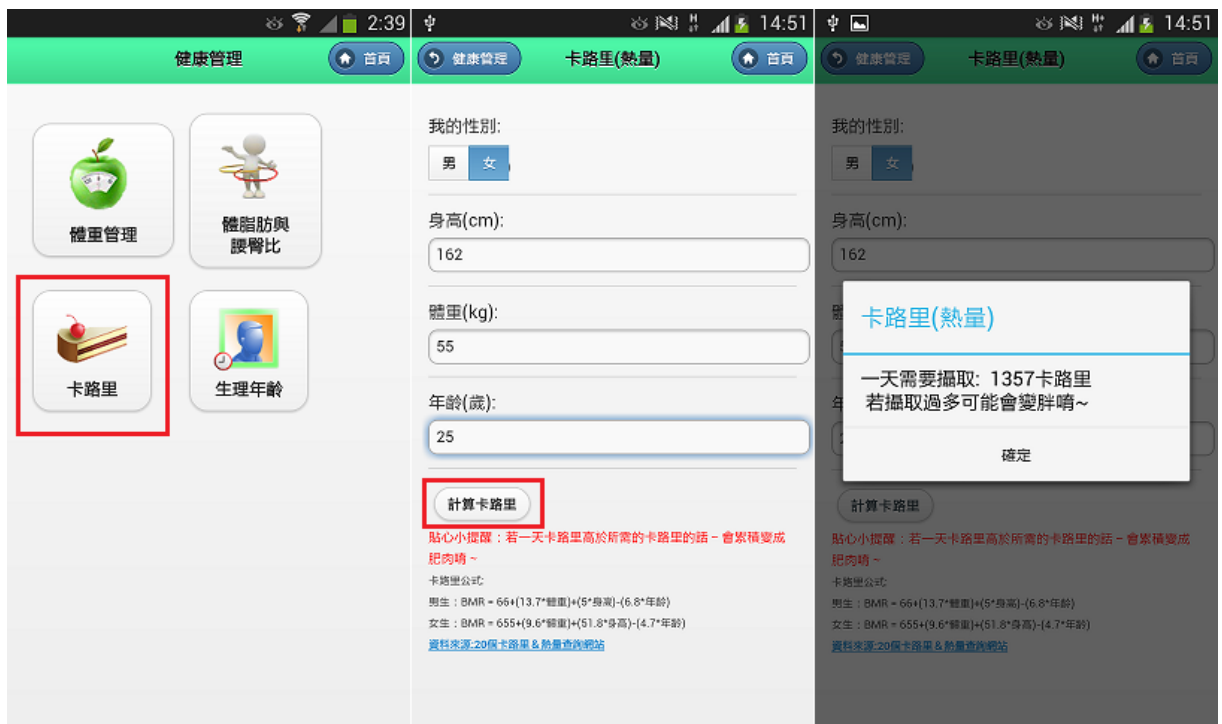 2:39
健康管理
首頁
體重管理
體脂肪與
腰臀比
卡路里
生理年齡
14:51
健康管理
卡路里(熱量)
首頁
我的性別:
男 女
身高(cm):
162
體重(kg):
55
年齡(歲):
25
計算卡路里
貼心小提醒：若一天卡路里高於所需的卡路里的話－會累積變成
肥肉唷～
卡路里公式:
男生：BMR = 66+(13.7*體重)+(5*身高)-(6.8*年齡)
女生：BMR = 655+(9.6*體重)+(51.8*身高)-(4.7*年齡)
資料來源:20個卡路里＆熱量查詢網站
H+
14:51
健康管理
卡路里(熱量)
首頁
我的性別:
男 女
身高(cm):
162
卡路里(熱量)
一天需要攝取: 1357卡路里
若攝取過多可能會變胖唷~
確定
計算卡路里
貼心小提醒：若一天卡路里高於所需的卡路里的話－會累積變成
肥肉唷～
卡路里公式:
男生：BMR = 66+(13.7*體重)+(5*身高)-(6.8*年齡)
女生：BMR = 655+(9.6*體重)+(51.8*身高)-(4.7*年齡)
資料來源:20個卡路里＆熱量查詢網站